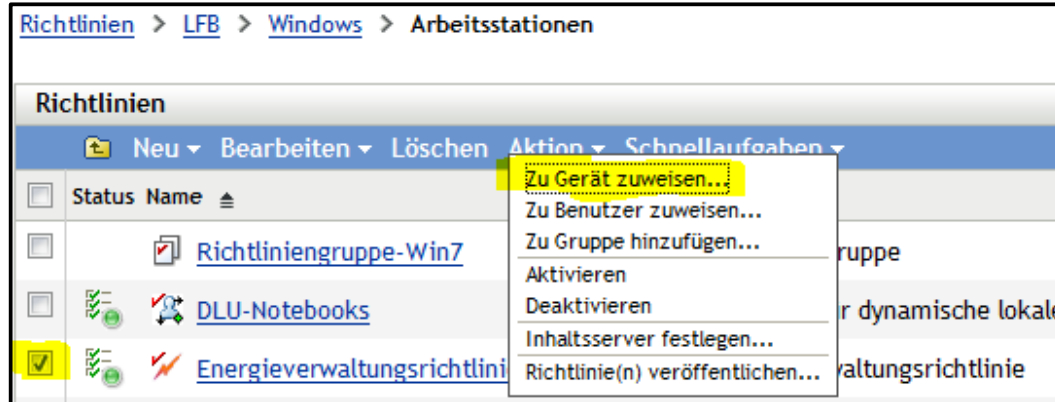 Richtlinien > LFB > Windows > Arbeitsstationen
Richtlinien
Neu Bearbeiten Löschen Aktion Schnellaufgaben
Status Name
Zu Gerät zuweisen...
Zu Benutzer zuweisen...
Zu Gruppe hinzufügen...
Aktivieren
Deaktivieren
Inhaltsserver festlegen...
Richtlinie(n) veröffentlichen...
Richtliniengruppe-Win7 ruppe
DLU-Notebooks r dynamische lokale
Energieverwaltungsrichtlini altungsrichtlinie